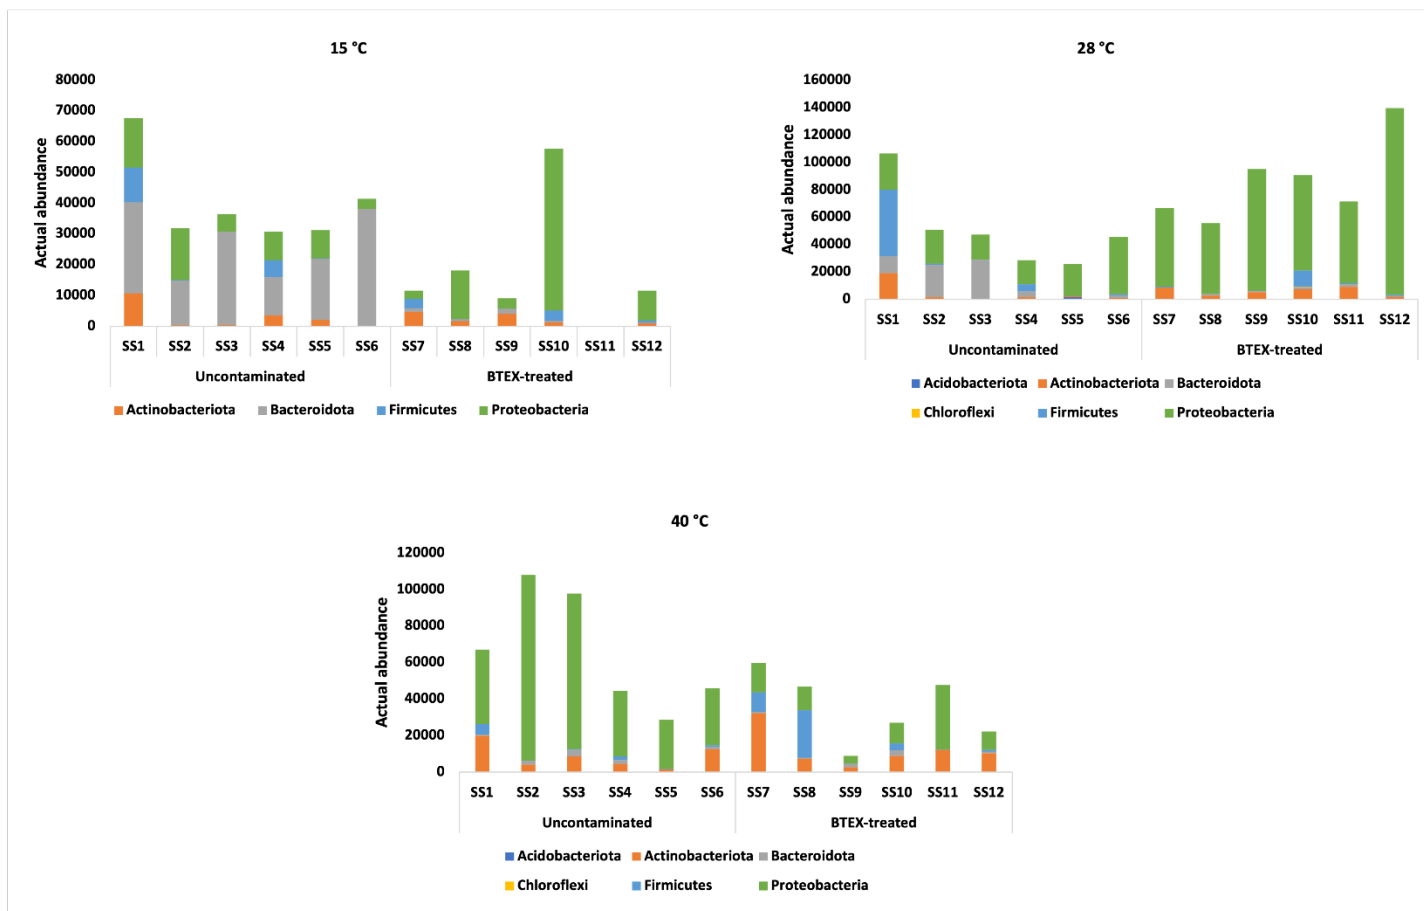 15 °C
Actual abundance
80000
70000
60000
50000
40000
30000
20000
10000
0
SS1 SS2 SS3 SS4 SS5 SS6 SS7 SS8 SS9 SS10 SS11 SS12
Uncontaminated BTEX-treated
Actinobacteriota Bacteroidota Firmicutes Proteobacteria
28 °C
Actual abundance
160000
140000
120000
100000
80000
60000
40000
20000
0
SS1 SS2 SS3 SS4 SS5 SS6 SS7 SS8 SS9 SS10 SS11 SS12
Uncontaminated BTEX-treated
Acidobacteriota Actinobacteriota Bacteroidota
Chloroflexi Firmicutes Proteobacteria
40 °C
Actual abundance
120000
100000
80000
60000
40000
20000
0
SS1 SS2 SS3 SS4 SS5 SS6 SS7 SS8 SS9 SS10 SS11 SS12
Uncontaminated BTEX-treated
Acidobacteriota Actinobacteriota Bacteroidota
Chloroflexi Firmicutes Proteobacteria